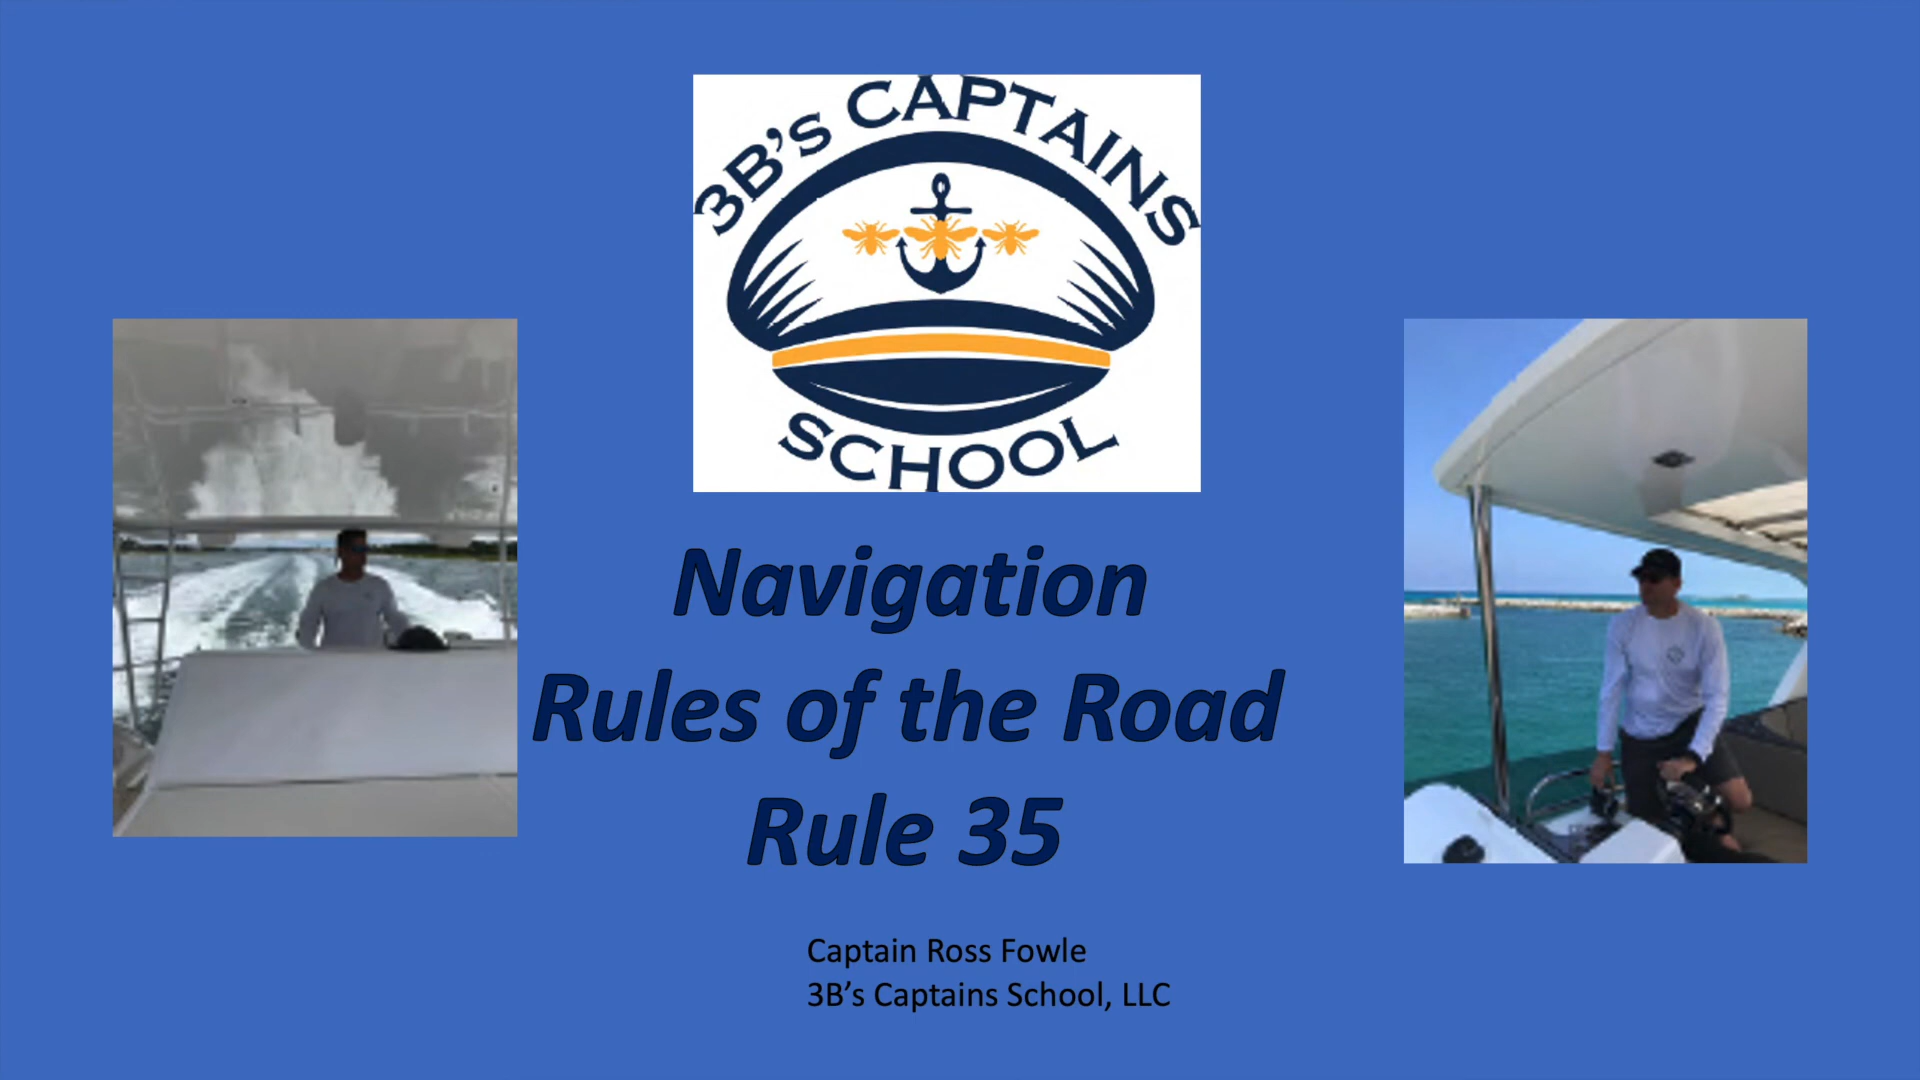 3B's CAPTAINS
SCHOOL
Navigation
Rules of the Road
Rule 35
Captain Ross Fowle
3B’s Captains School, LLC